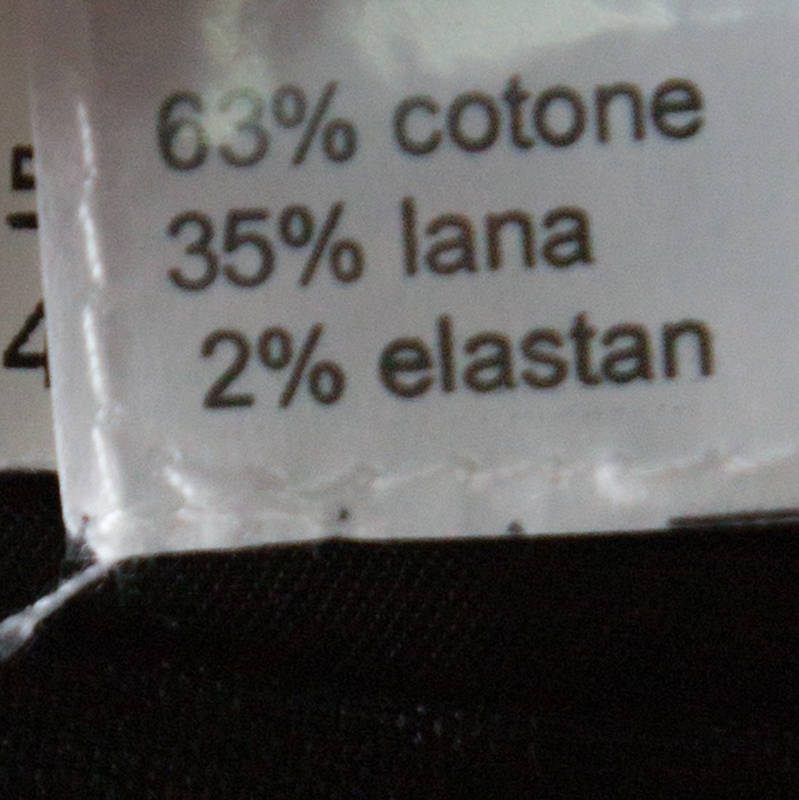 63% cotone
35% lana
2% elastan